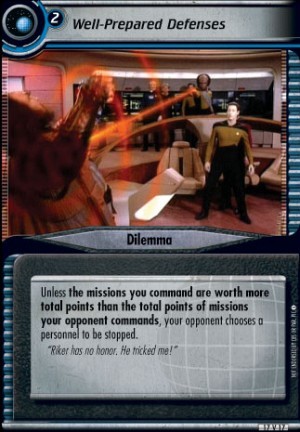 2
Well-Prepared Defenses
Dilemma
Unless the missions you command are worth more
total points than the total points of missions
your opponent commands, your opponent chooses a
personnel to be stopped.
"Riker has no honor. He tricked me!"
17 V 17